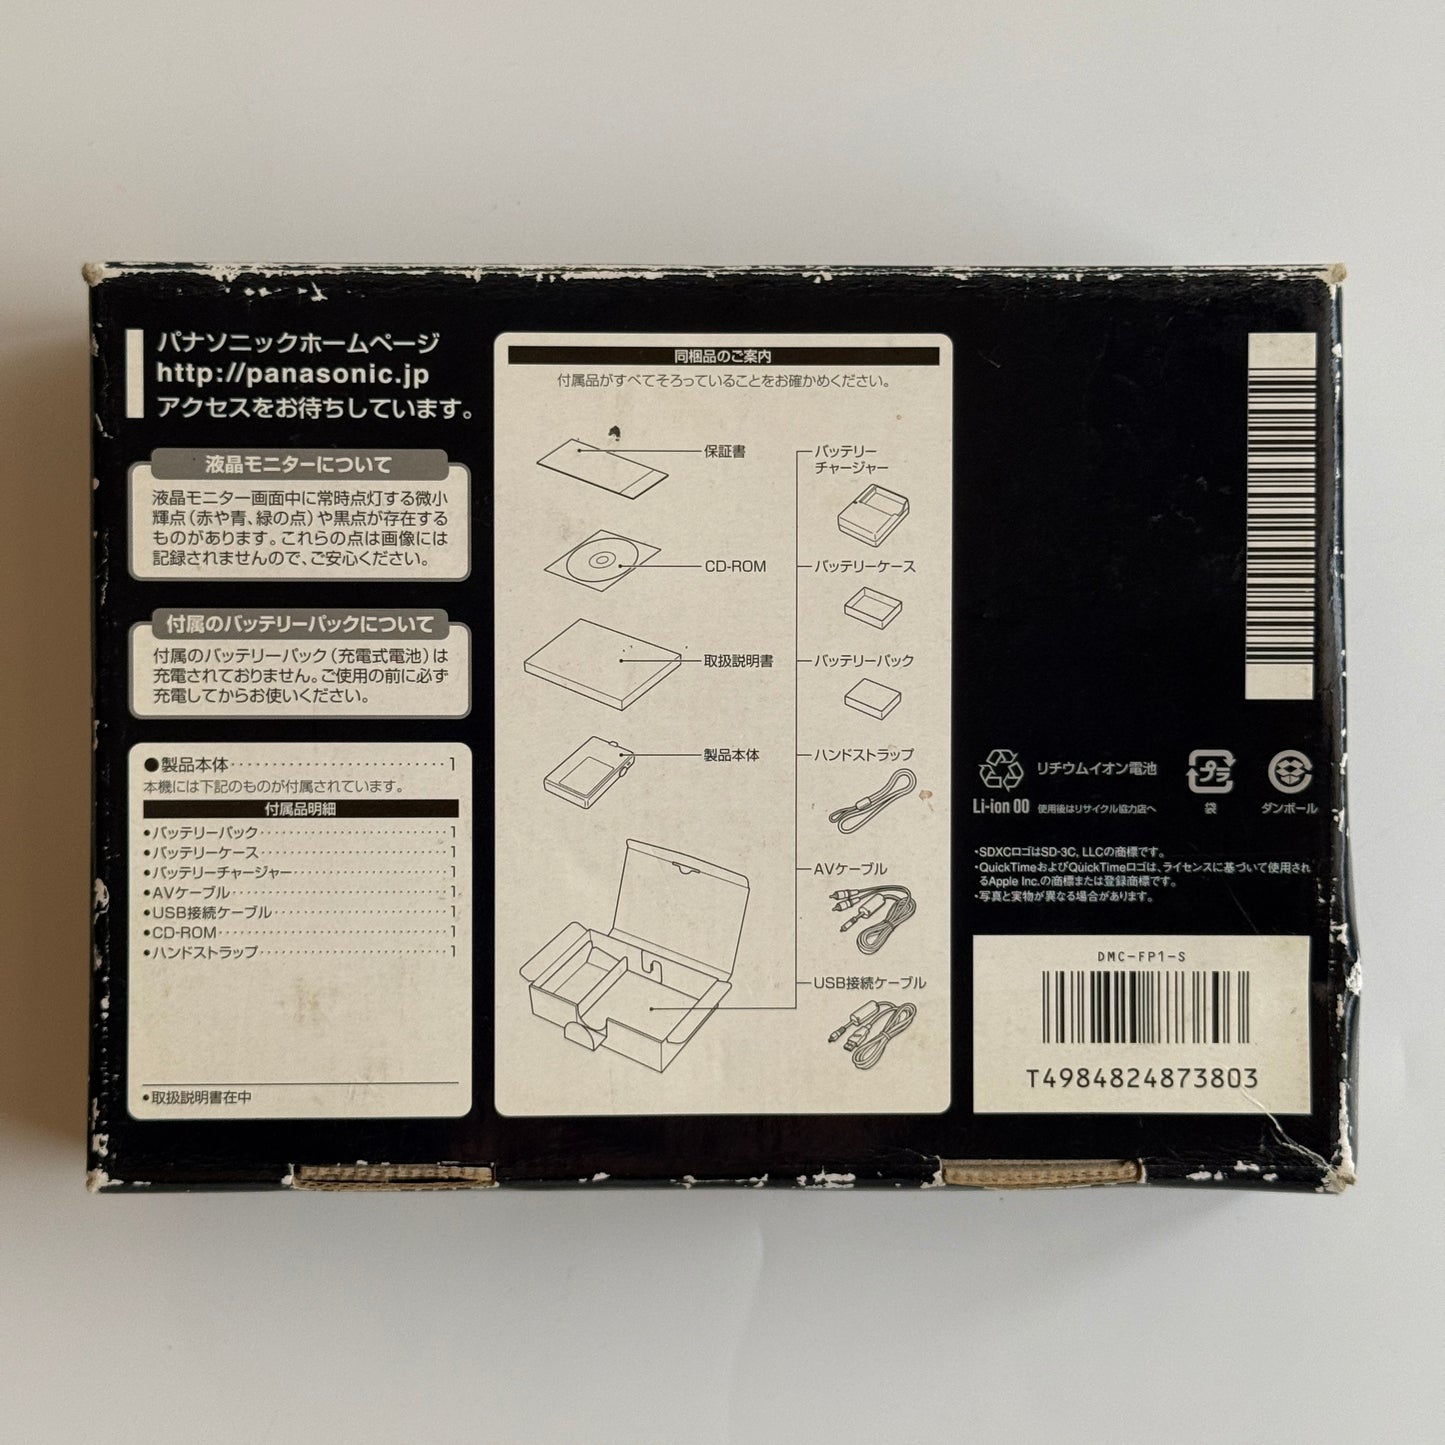 パナソニックホームページ
http://panasonic.jp
アクセスをお待ちしています。
液晶モニターについて
液晶モニター画面中に常時点灯する微小
輝点（赤や青、緑の点）や黒点が存在する
ものがあります。これらの点は画像には
記録されませんので、ご安心ください。
付属のバッテリーパックについて
付属のバッテリーパック（充電式電池）は
充電されておりません。ご使用の前に必ず
充電してからお使いください。
●製品本体 1
本機には下記のものが付属されています。
付属品明細
•バッテリーパック 1
•バッテリーケース 1
•バッテリーチャージャー 1
•AVケーブル 1
•USB接続ケーブル 1
•CD-ROM 1
•ハンドストラップ 1
•取扱説明書在中
同梱品のご案内
付属品がすべてそろっていることをお確かめください。
保証書
CD-ROM
取扱説明書
製品本体
バッテリー
チャージャー
バッテリーケース
バッテリーパック
ハンドストラップ
AVケーブル
USB接続ケーブル
リチウムイオン電池
Li-ion 00 使用後はリサイクル協力店へ
プラ
袋
ダンボール
•SDXCロゴはSD-3C, LLCの商標です。
•QuickTimeおよびQuickTimeロゴは、ライセンスに基づいて使用され
るApple Inc.の商標または登録商標です。
•写真と実物が異なる場合があります。
DMC-FP1-S
T4984824873803